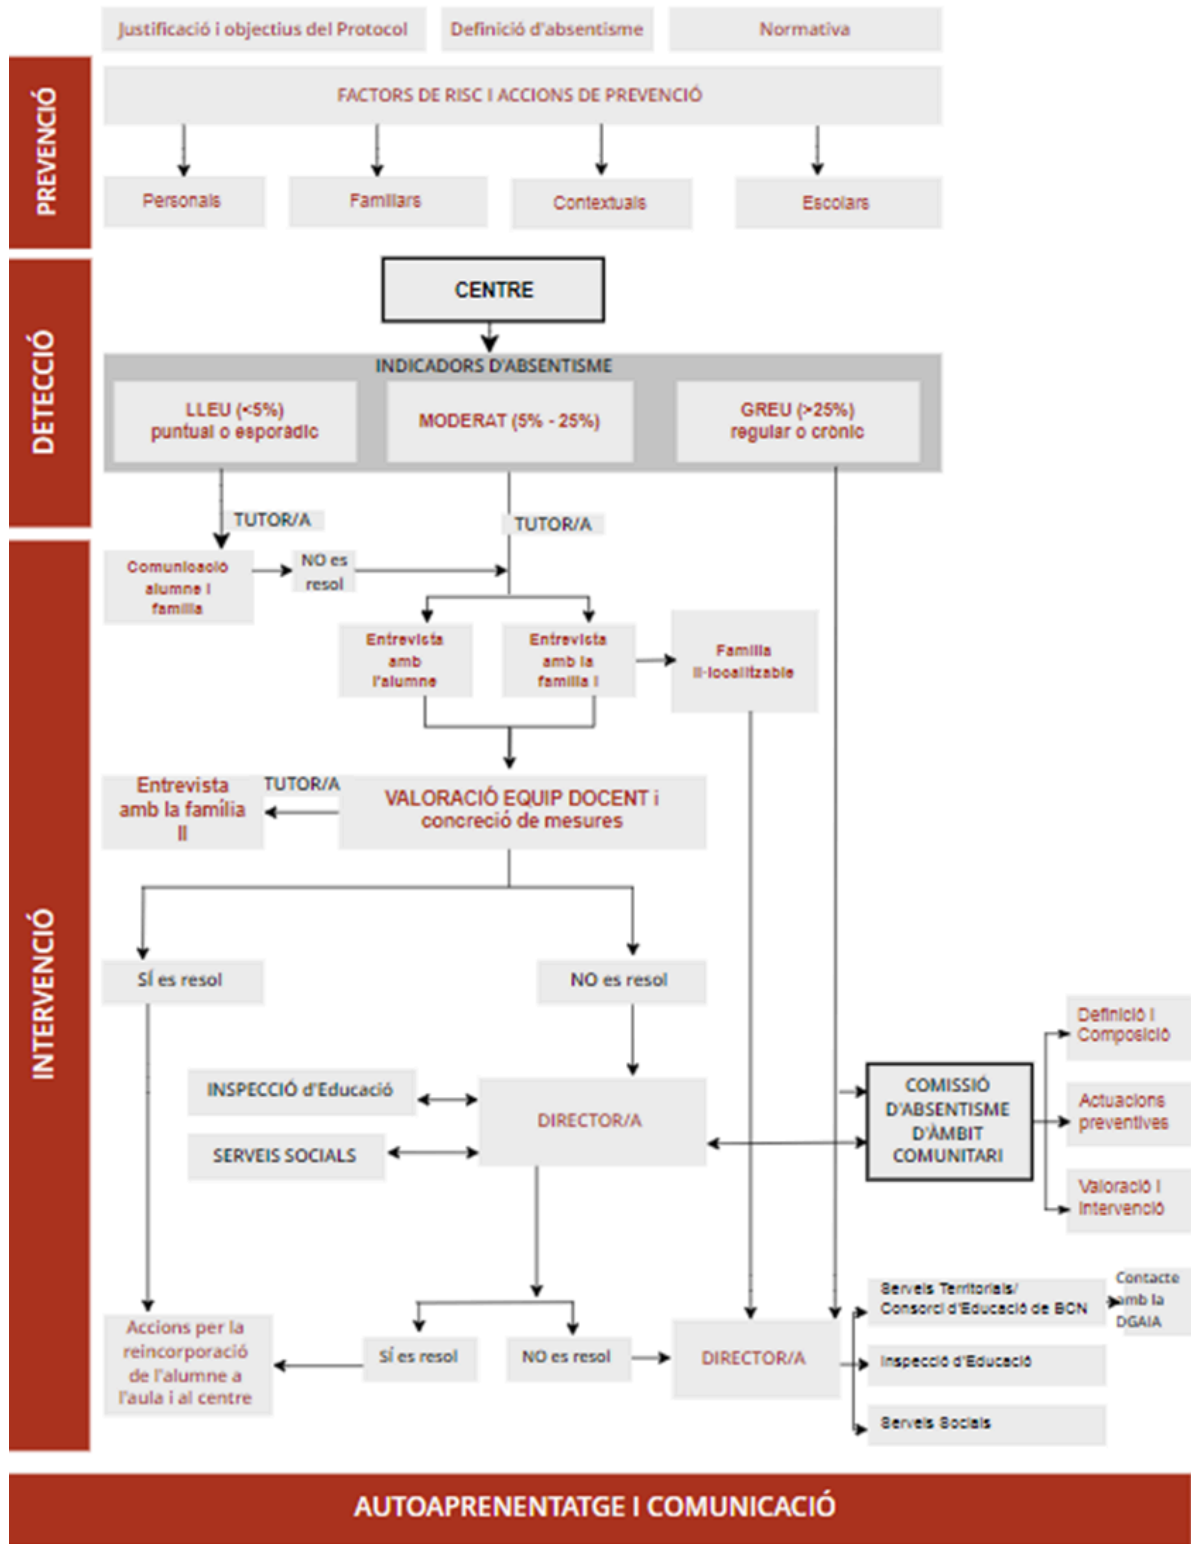 Justificació i objectius del Protocol
Definició d'absentisme
Normativa
PREVENCIÓ
FACTORS DE RISC I ACCIONS DE PREVENCIÓ
Personals
Familiars
Contextuals
Escolars
DETECCIÓ
CENTRE
INDICADORS D'ABSENTISME
LLEU (<5%)
puntual o esporàdic
MODERAT (5% - 25%)
GREU (>25%)
regular o crònic
TUTOR/A
TUTOR/A
INTERVENCIÓ
Comunicació
alumne i
família
NO es
resol
Entrevista
amb
l'alumne
Entrevista
amb la
família I
Família
il·localitzable
Entrevista
amb la família
II
TUTOR/A
VALORACIÓ EQUIP DOCENT i
concreció de mesures
SÍ es resol
NO es resol
INSPECCIÓ d'Educació
SERVEIS SOCIALS
DIRECTOR/A
COMISSIÓ
D'ABSENTISME
D'ÀMBIT
COMUNITARI
Definició i
Composició
Actuacions
preventives
Valoració i
Intervenció
Accions per la
reincorporació
de l'alumne a
l'aula i al centre
SÍ es resol
NO es resol
DIRECTOR/A
Serveis Territorials/
Consorci d'Educació de BCN
Contacte
amb la
DGAIA
Inspecció d'Educació
Serveis Socials
AUTOAPRENENTATGE I COMUNICACIÓ